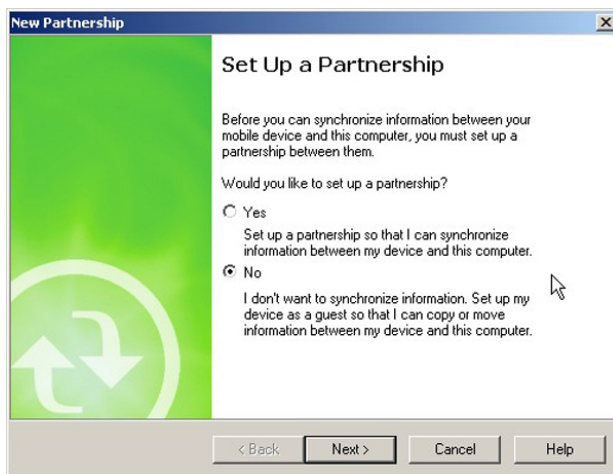 New Partnership
Set Up a Partnership
Before you can synchronize information between your
mobile device and this computer, you must set up a
partnership between them.
Would you like to set up a partnership?
Yes
Set up a partnership so that I can synchronize
information between my device and this computer.
No
I don't want to synchronize information. Set up my
device as a guest so that I can copy or move
information between my device and this computer.
< Back  Next >  Cancel  Help